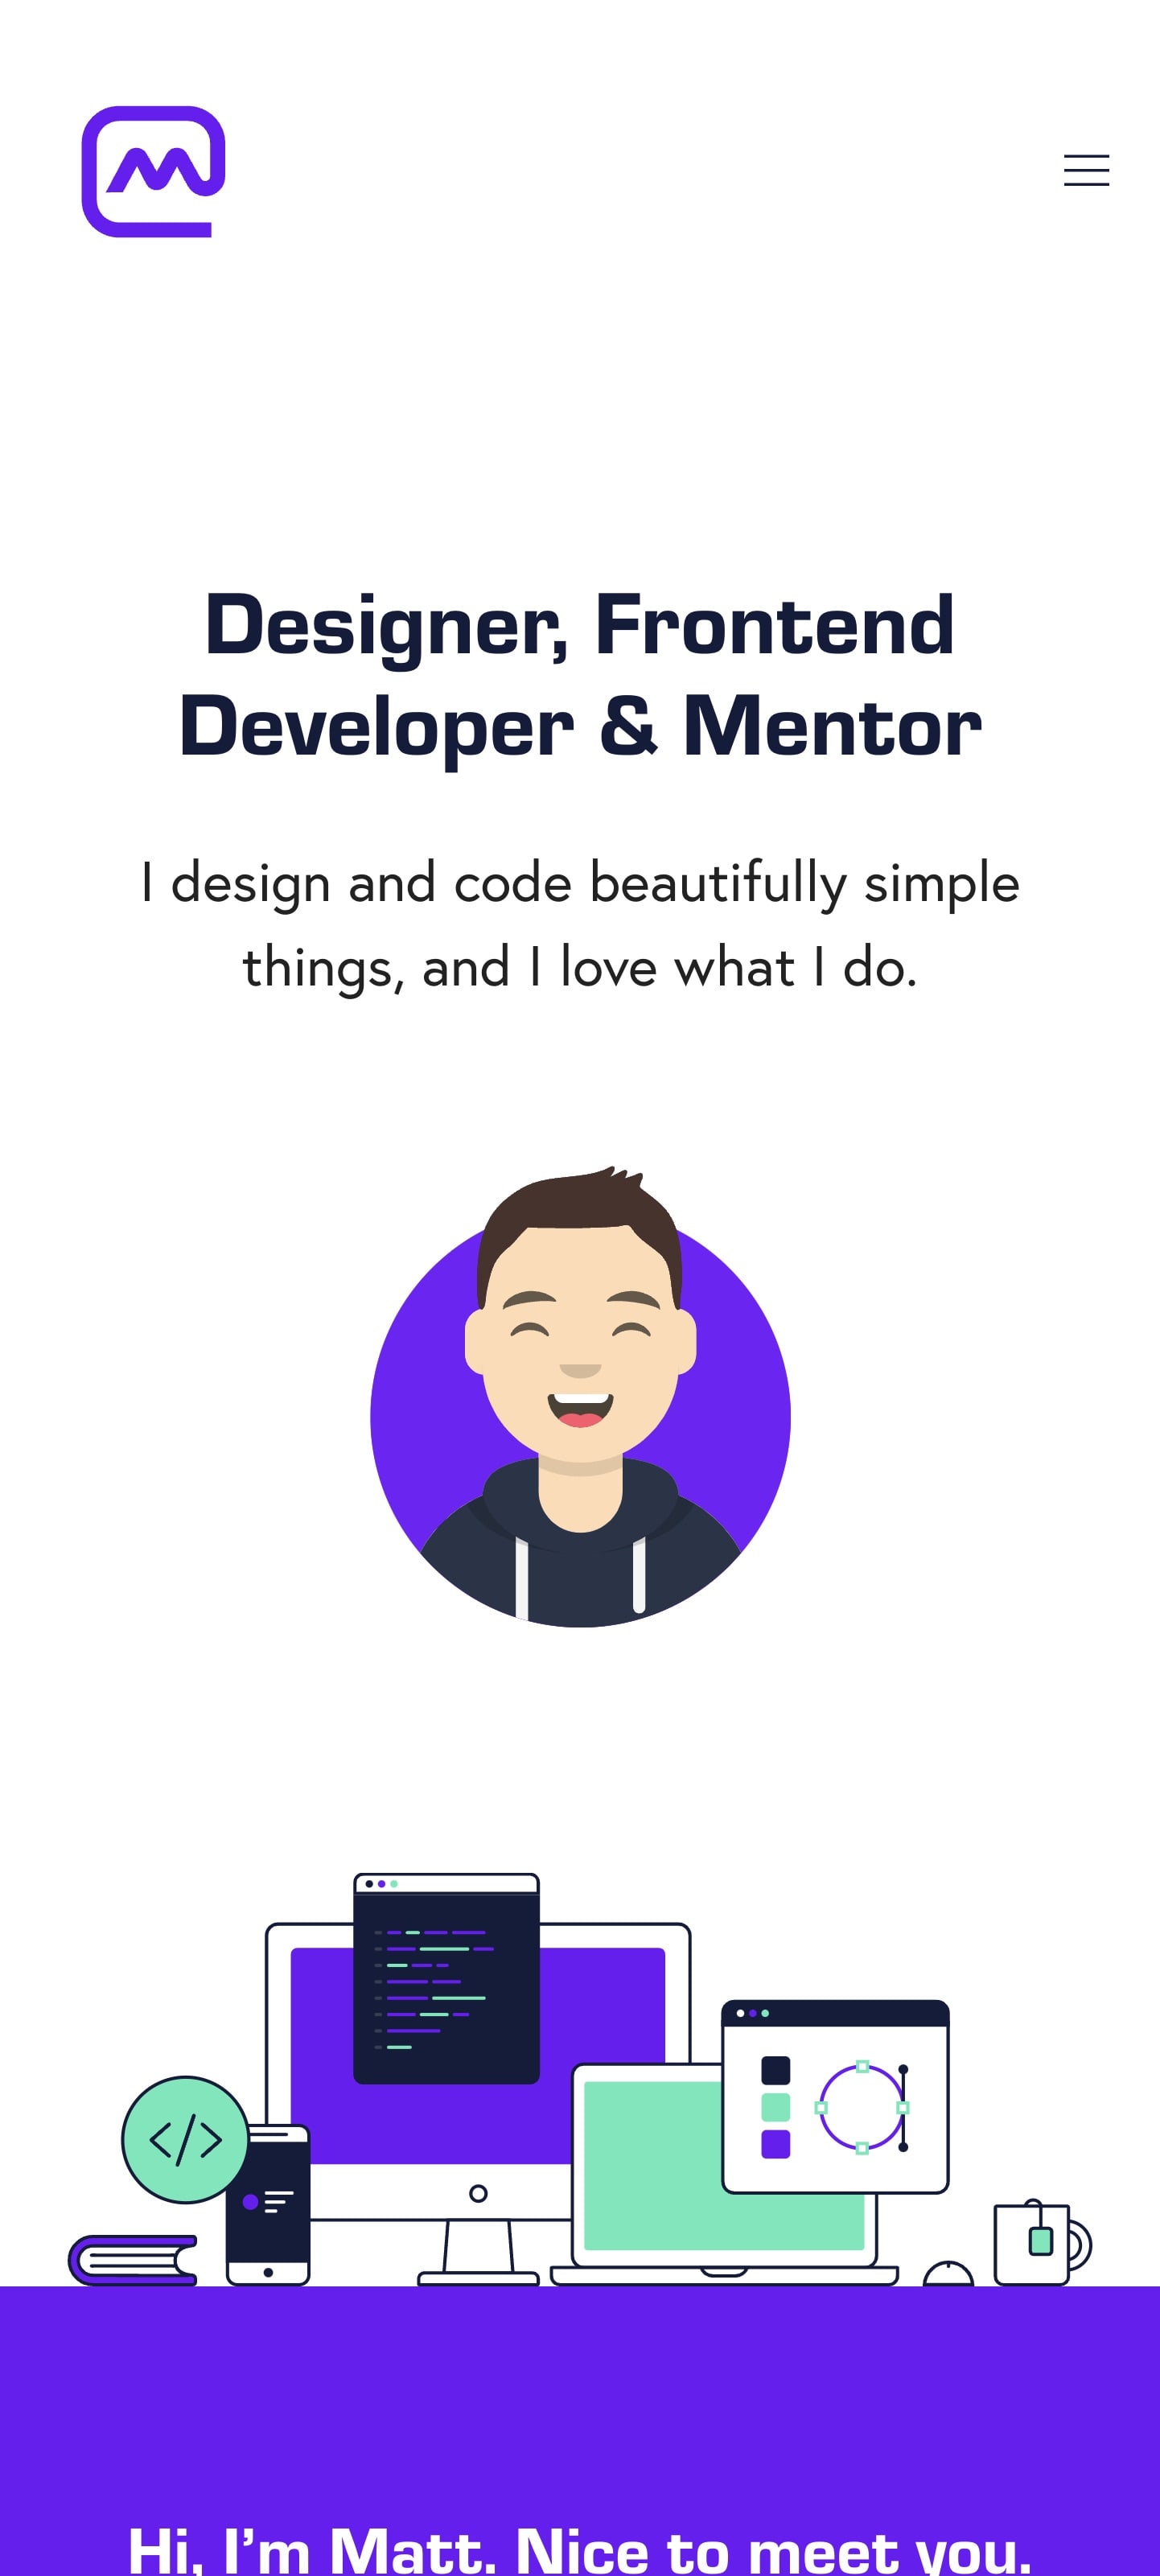 Designer, Frontend
Developer & Mentor
I design and code beautifully simple
things, and I love what I do.
</>
Hi, I’m Matt. Nice to meet you.